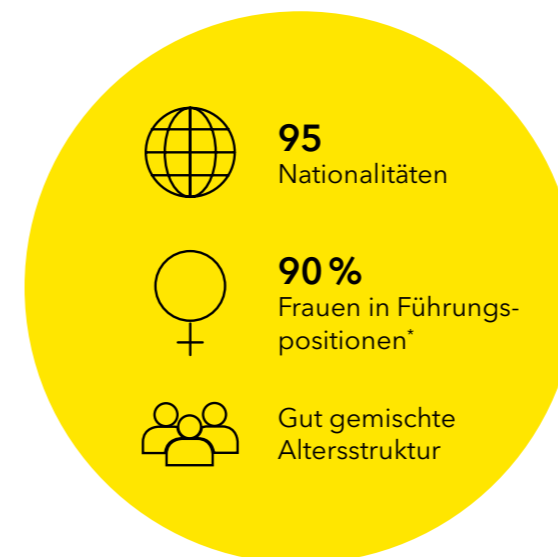 95
Nationalitäten
90 %
Frauen in Führungs-
positionen*
Gut gemischte
Altersstruktur